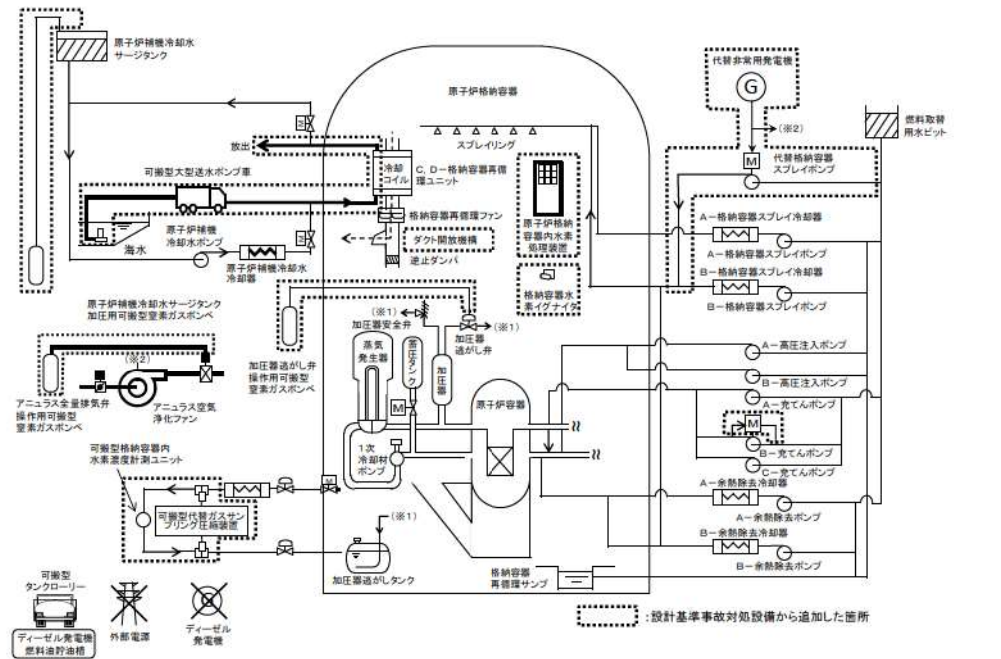 原子炉補機冷却水
サージタンク
原子炉格納容器
代替非常用発電機
G
(※2)
燃料取替
用水ピット
M
スプレイリング
放出
冷却
コイル
C,D-格納容器再循
環ユニット
M
代替格納容器
スプレイポンプ
可搬型大型送水ポンプ車
格納容器再循環ファン
ダクト開放機構
逆止ダンパ
原子炉格納
容器内水素
処理装置
A-格納容器スプレイ冷却器
A-格納容器スプレイポンプ
海水
原子炉補機
冷却水ポンプ
M
原子炉補機冷却水
冷却器
格納容器水
素イグナイタ
B-格納容器スプレイ冷却器
B-格納容器スプレイポンプ
原子炉補機冷却水サージタンク
加圧用可搬型窒素ガスボンベ
(※1)
加圧器安全弁
(※1)
加圧器
逃がし弁
加圧器逃がし弁
操作用可搬型
窒素ガスボンベ
蒸気
発生器
蓄圧タンク
加圧器
原子炉容器
M
A-高圧注入ポンプ
B-高圧注入ポンプ
A-充てんポンプ
M
B-充てんポンプ
C-充てんポンプ
(※2)
アニュラス全量排気弁
操作用可搬型
窒素ガスボンベ
アニュラス空気
浄化ファン
1次
冷却材
ポンプ
可搬型格納容器内
水素濃度計測ユニット
M
可搬型代替ガスサン
プリング圧縮装置
(※1)
加圧器逃がしタンク
A-余熱除去冷却器
A-余熱除去ポンプ
B-余熱除去冷却器
B-余熱除去ポンプ
格納容器
再循環サンプ
可搬型
タンクローリー
ディーゼル発電機
燃料油貯油槽
外部電源
ディーゼル
発電機
:設計基準事故対処設備から追加した箇所